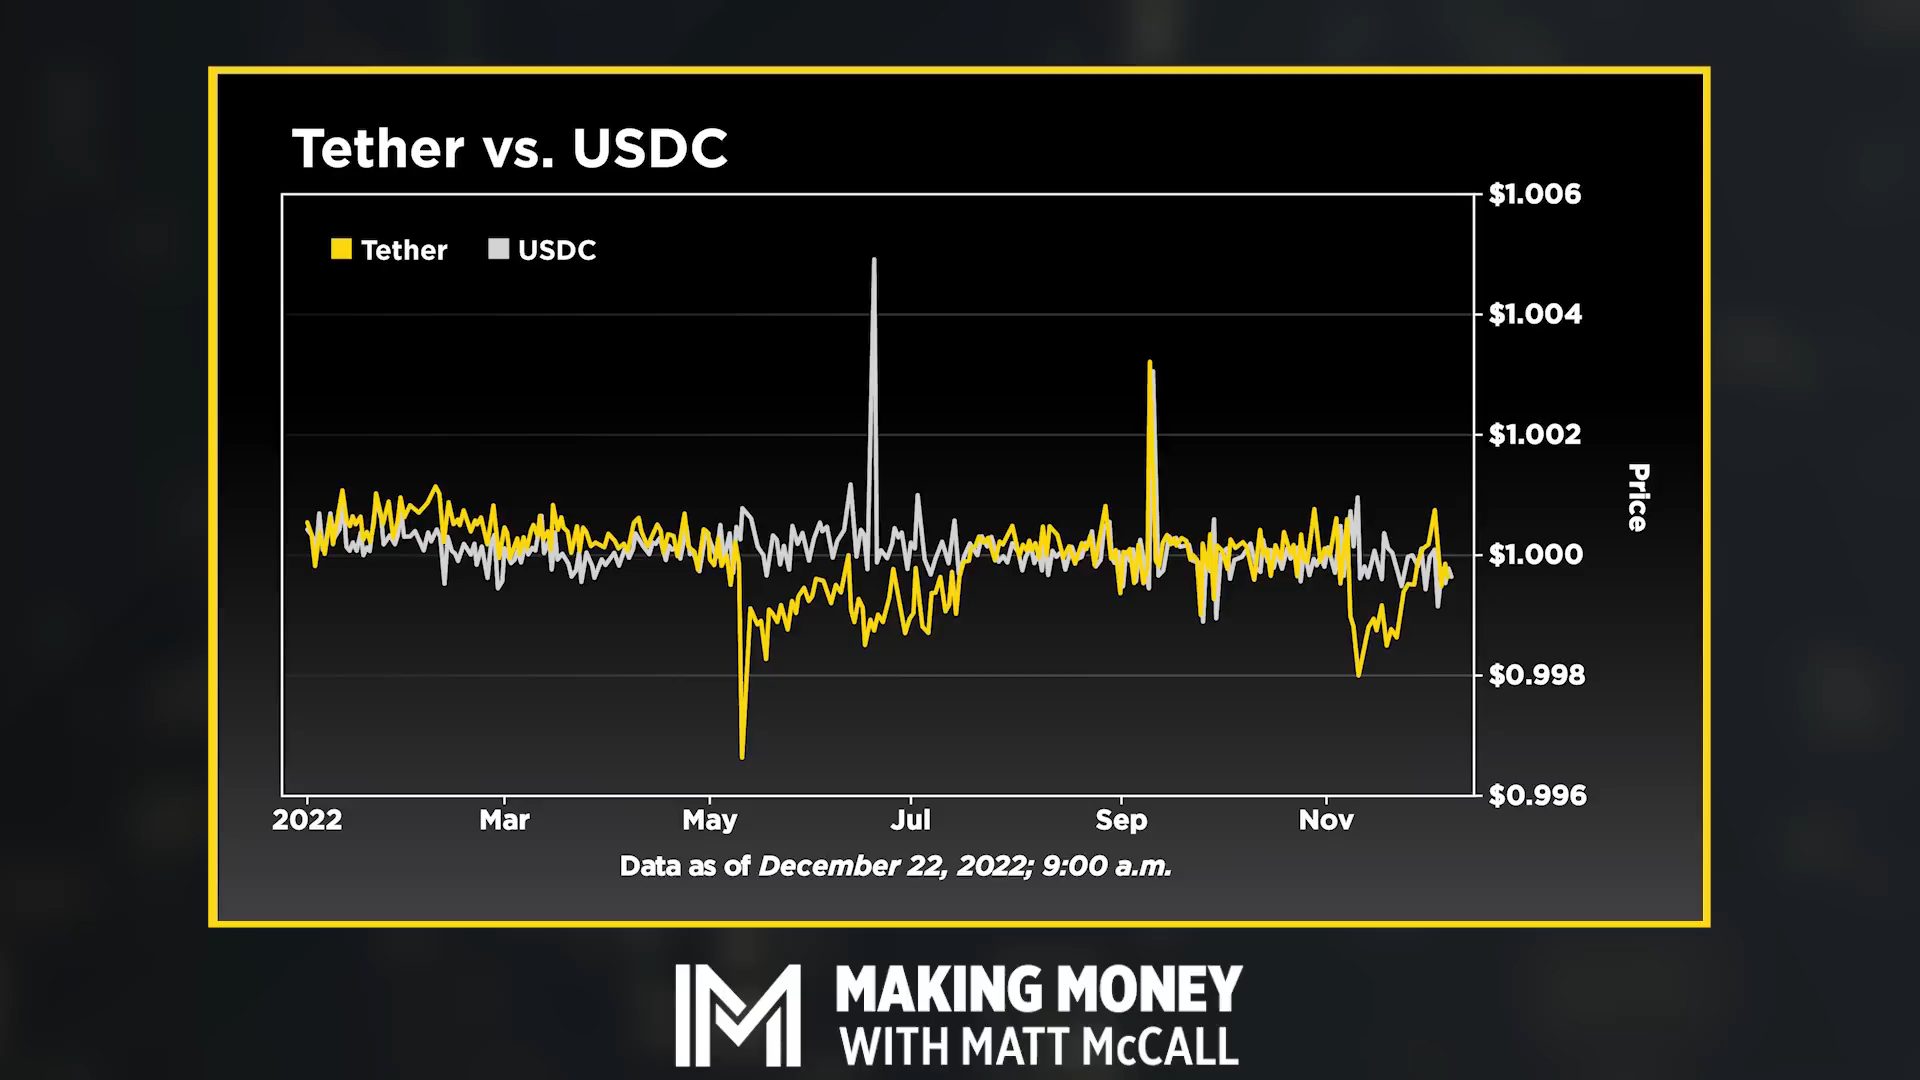 Tether vs. USDC
Tether USDC
$1.006
$1.004
$1.002
$1.000
$0.998
$0.996
Price
2022 Mar May Jul Sep Nov
Data as of December 22, 2022; 9:00 a.m.
MAKING MONEY
WITH MATT McCALL